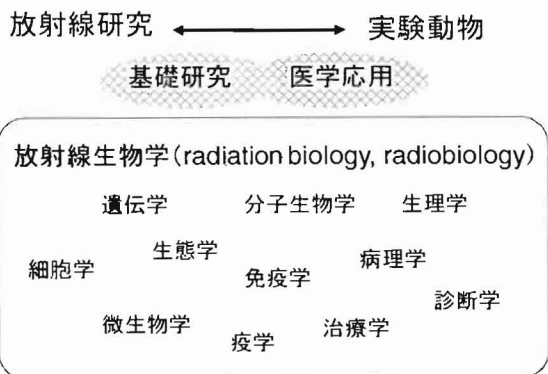 放射線研究 実験動物
基礎研究 医学応用
放射線生物学(radiation biology, radiobiology)
遺伝学 分子生物学 生理学
細胞学 生態学 免疫学 病理学
微生物学 疫学 治療学 診断学